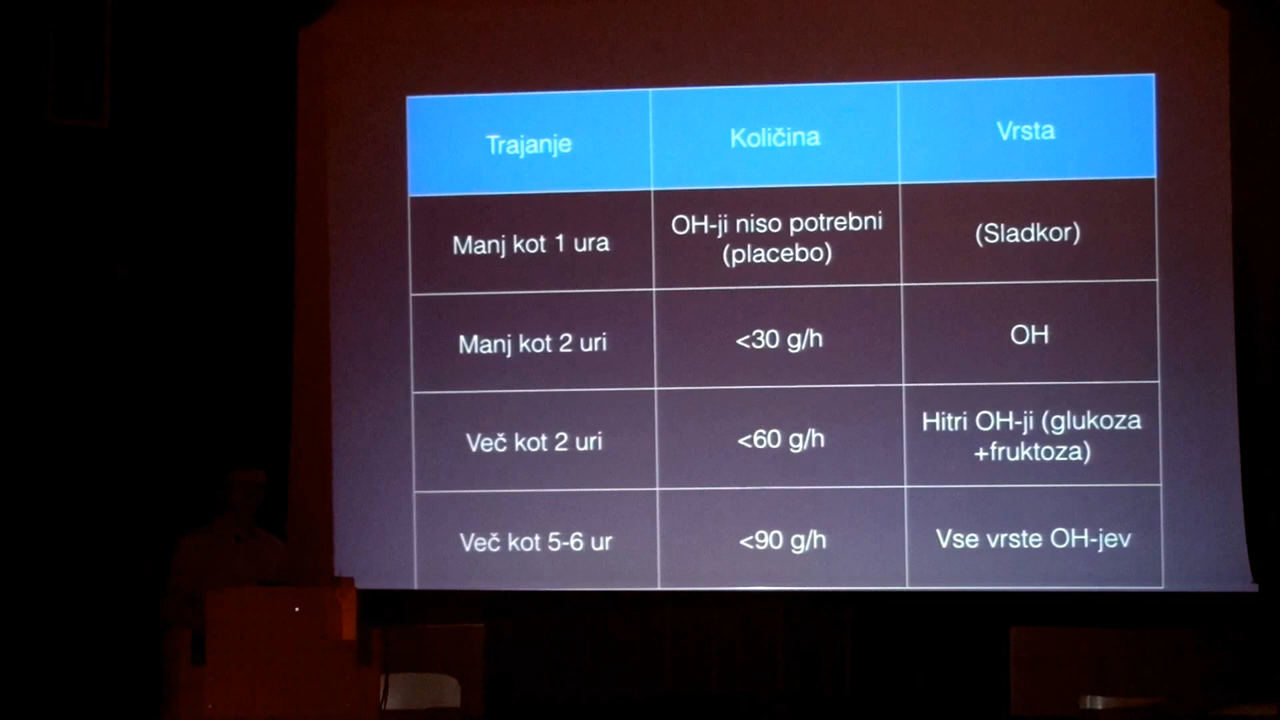 Trajanje
Količina
Vrsta
Manj kot 1 ura
OH-ji niso potrebni
(placebo)
(Sladkor)
Manj kot 2 uri
<30 g/h
OH
Več kot 2 uri
<60 g/h
Hitri OH-ji (glukoza
+fruktoza)
Več kot 5-6 ur
<90 g/h
Vse vrste OH-jev